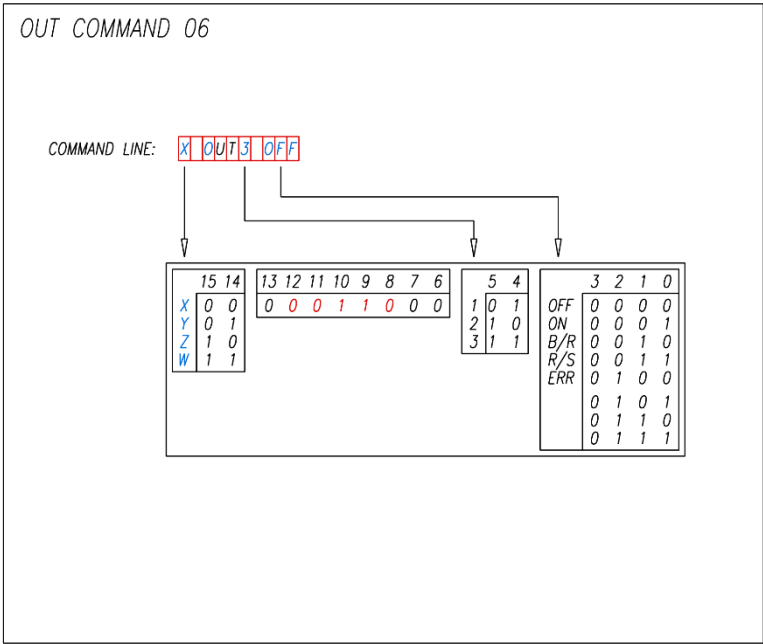 OUT COMMAND 06
COMMAND LINE: X OUT3 OFF
15 14 13 12 11 10 9 8 7 6 5 4 3 2 1 0
X 0 0 0 0 0 1 1 0 0 0 1 0 1 OFF 0 0 0 0
Y 0 1 2 1 0 ON 0 0 0 1
Z 1 0 3 1 1 B/R 0 0 1 0
W 1 1 R/S 0 0 1 1
ERR 0 1 0 0
0 1 0 1
0 1 1 0
0 1 1 1